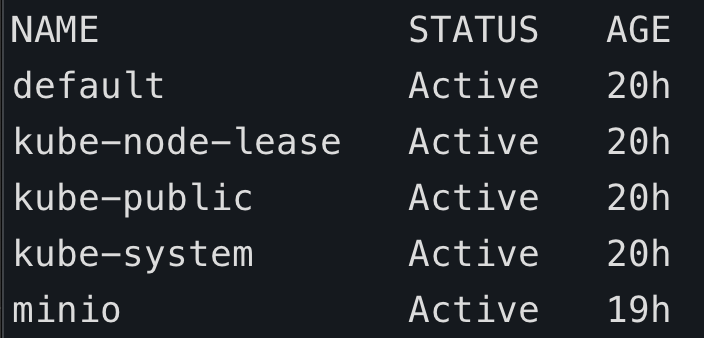 NAME STATUS AGE
default Active 20h
kube-node-lease Active 20h
kube-public Active 20h
kube-system Active 20h
minio Active 19h